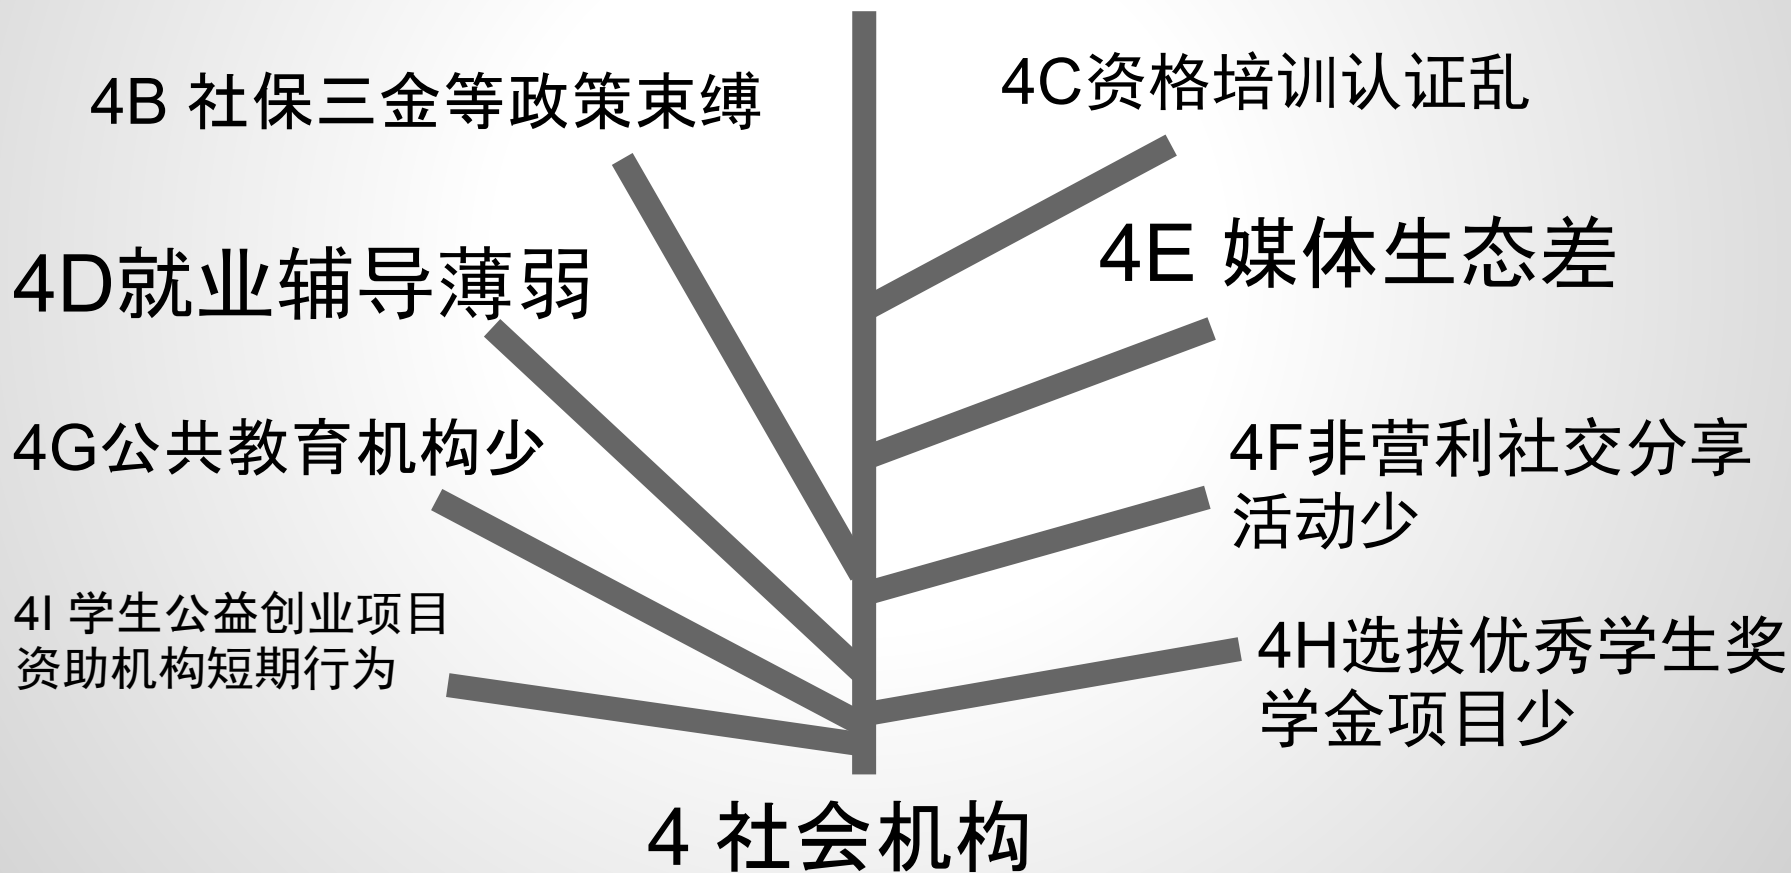 4B 社保三金等政策束缚
4C资格培训认证乱
4D就业辅导薄弱
4E 媒体生态差
4G公共教育机构少
4F非营利社交分享
活动少
4I 学生公益创业项目
资助机构短期行为
4H选拔优秀学生奖
学金项目少
4 社会机构